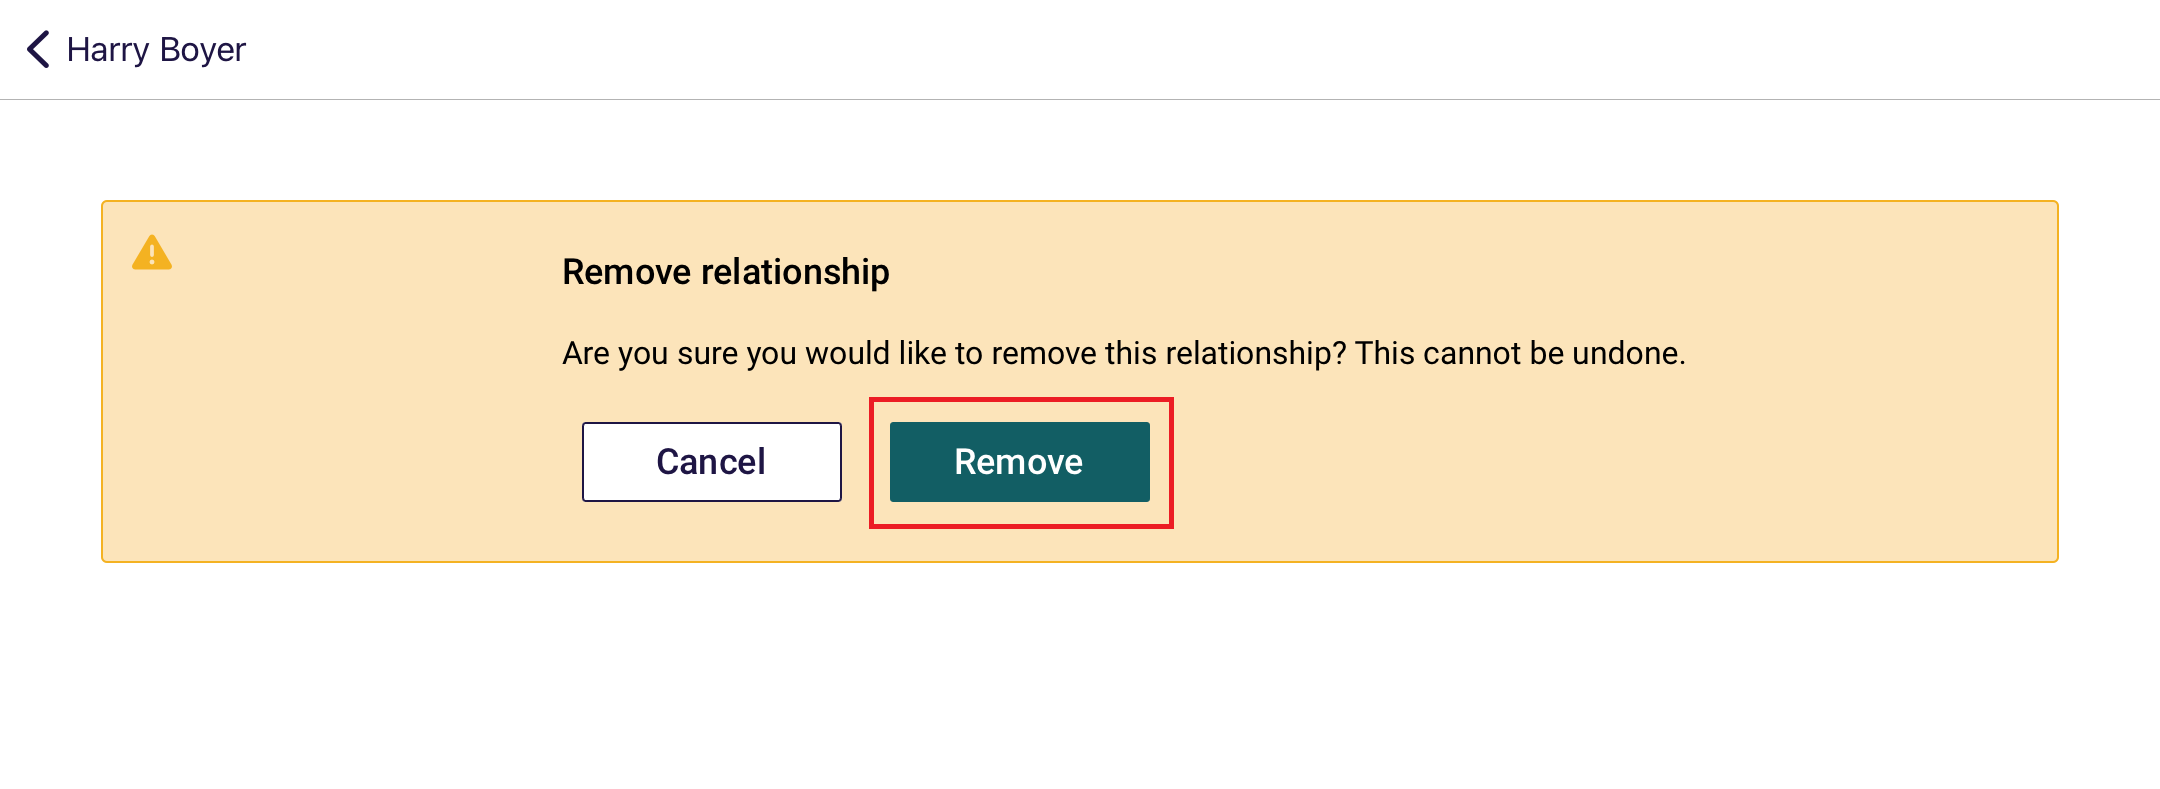 Harry Boyer
Remove relationship
Are you sure you would like to remove this relationship? This cannot be undone.
Cancel
Remove